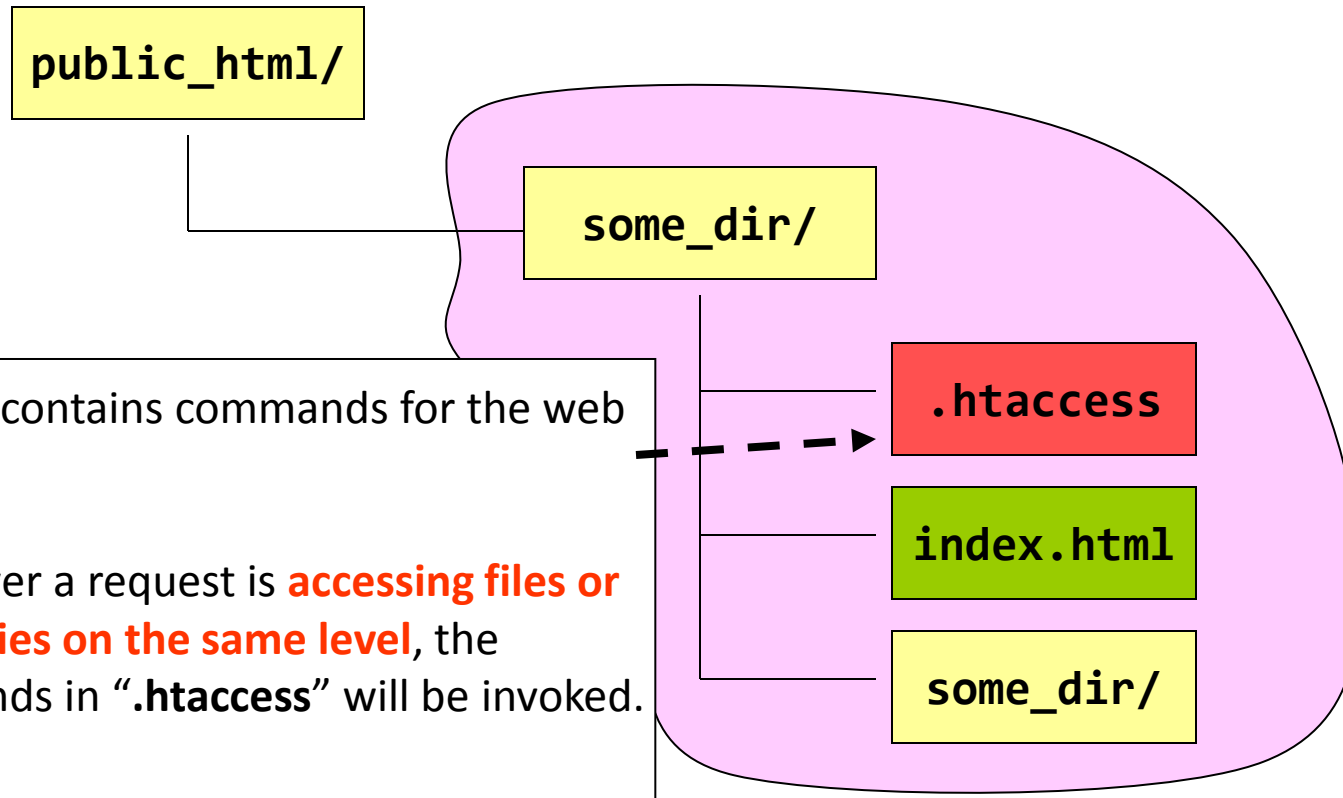 public_html/
some_dir/
.htaccess
index.html
some_dir/
contains commands for the web
er a request is accessing files or
ies on the same level, the
nds in “.htaccess” will be invoked.